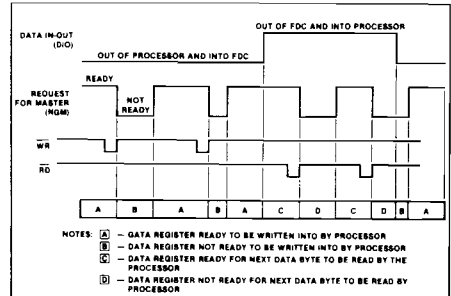 OUT OF FDC AND INTO PROCESSOR
DATA IN-OUT
(DIO)
OUT OF PROCESSOR AND INTO FDC
READY
REQUEST
FOR MASTER
(NGM)
NOT
READY
WR
RD
A B A B A C D C D B A
NOTES: A – GATA REGISTER READY TO BE WRITTEN INTO BY PROCESSOR
B – DATA REGISTER NOT READY TO BE WRITTEN INTO BY PROCESSOR
C – DATA REGISTER READY FOR NEXT DATA BYTE TO BE READ BY THE
PROCESSOR
D – DATA REGISTER NOT READY FOR NEXT DATA BYTE TO BE READ BY
PROCESSOR